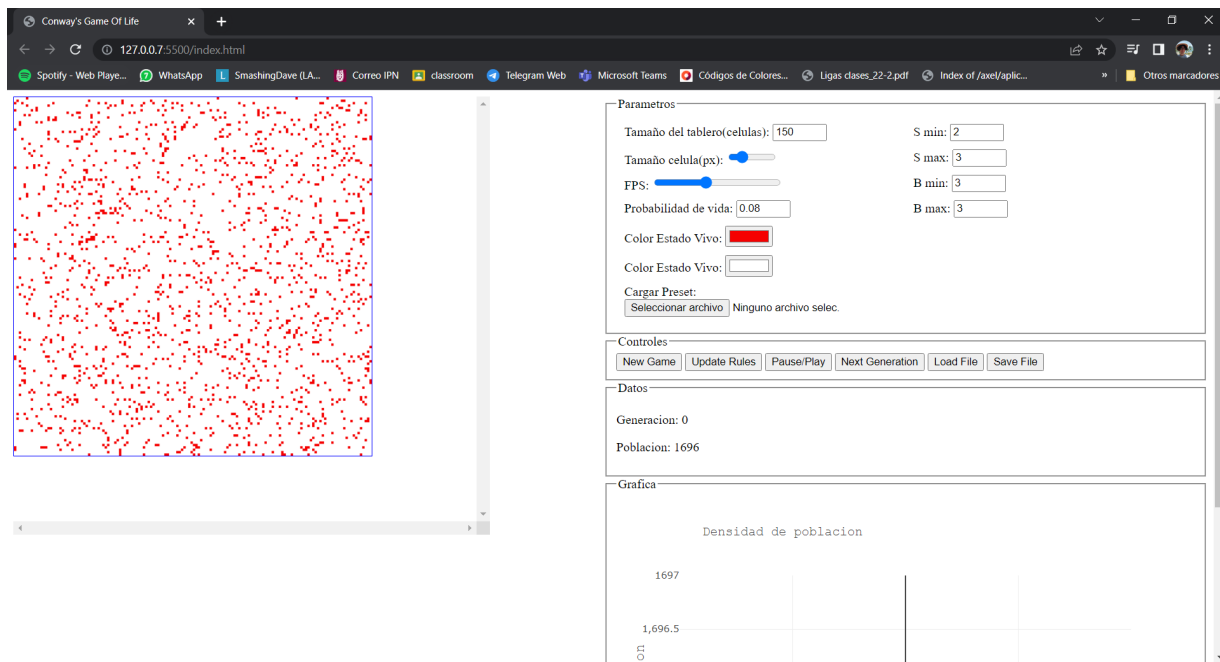 Conway's Game Of Life
127.0.0.7:5500/index.html
Spotify - Web Playe... WhatsApp SmashingDave (LA... Correo IPN classroom Telegram Web Microsoft Teams Códigos de Colores... Ligas clases_22-2.pdf Index of /axel/aplic... » Otros marcadores
Parametros
Tamaño del tablero(celulas): 150
S min: 2
Tamaño celula(px):
S max: 3
FPS:
B min: 3
Probabilidad de vida: 0.08
B max: 3
Color Estado Vivo:
Color Estado Vivo:
Cargar Preset:
Seleccionar archivo Ninguno archivo selec.
Controles
New Game Update Rules Pause/Play Next Generation Load File Save File
Datos
Generacion: 0
Poblacion: 1696
Grafica
Densidad de poblacion
1697
1,696.5
on